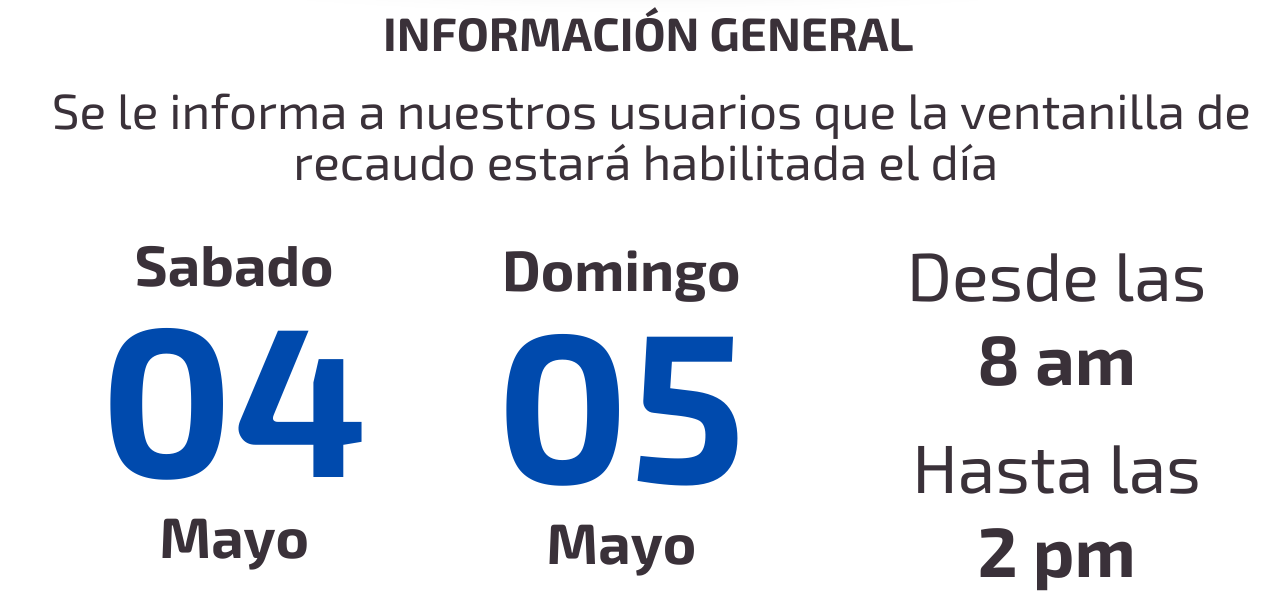 INFORMACIÓN GENERAL
Se le informa a nuestros usuarios que la ventanilla de
recaudo estará habilitada el día
Sabado
04
Mayo
Domingo
05
Mayo
Desde las
8 am
Hasta las
2 pm